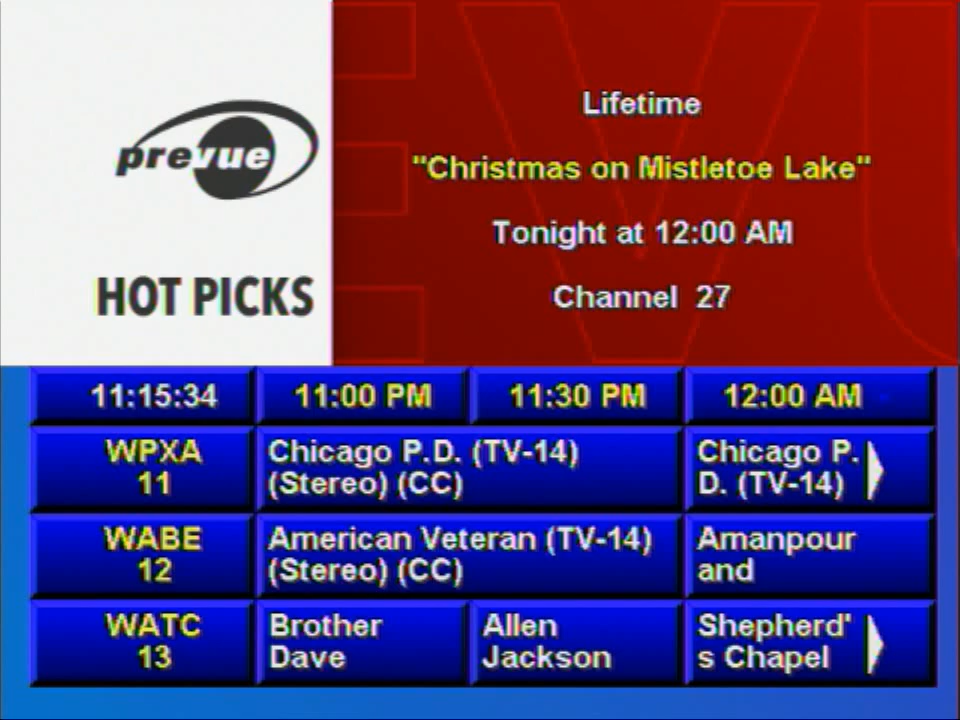 prevue
HOT PICKS
Lifetime
"Christmas on Mistletoe Lake"
Tonight at 12:00 AM
Channel 27
11:15:34 11:00 PM 11:30 PM 12:00 AM
WPXA
11
Chicago P.D. (TV-14)
(Stereo) (CC)
Chicago P.
D. (TV-14)
WABE
12
American Veteran (TV-14)
(Stereo) (CC)
Amanpour
and
WATC
13
Brother
Dave
Allen
Jackson
Shepherd'
s Chapel